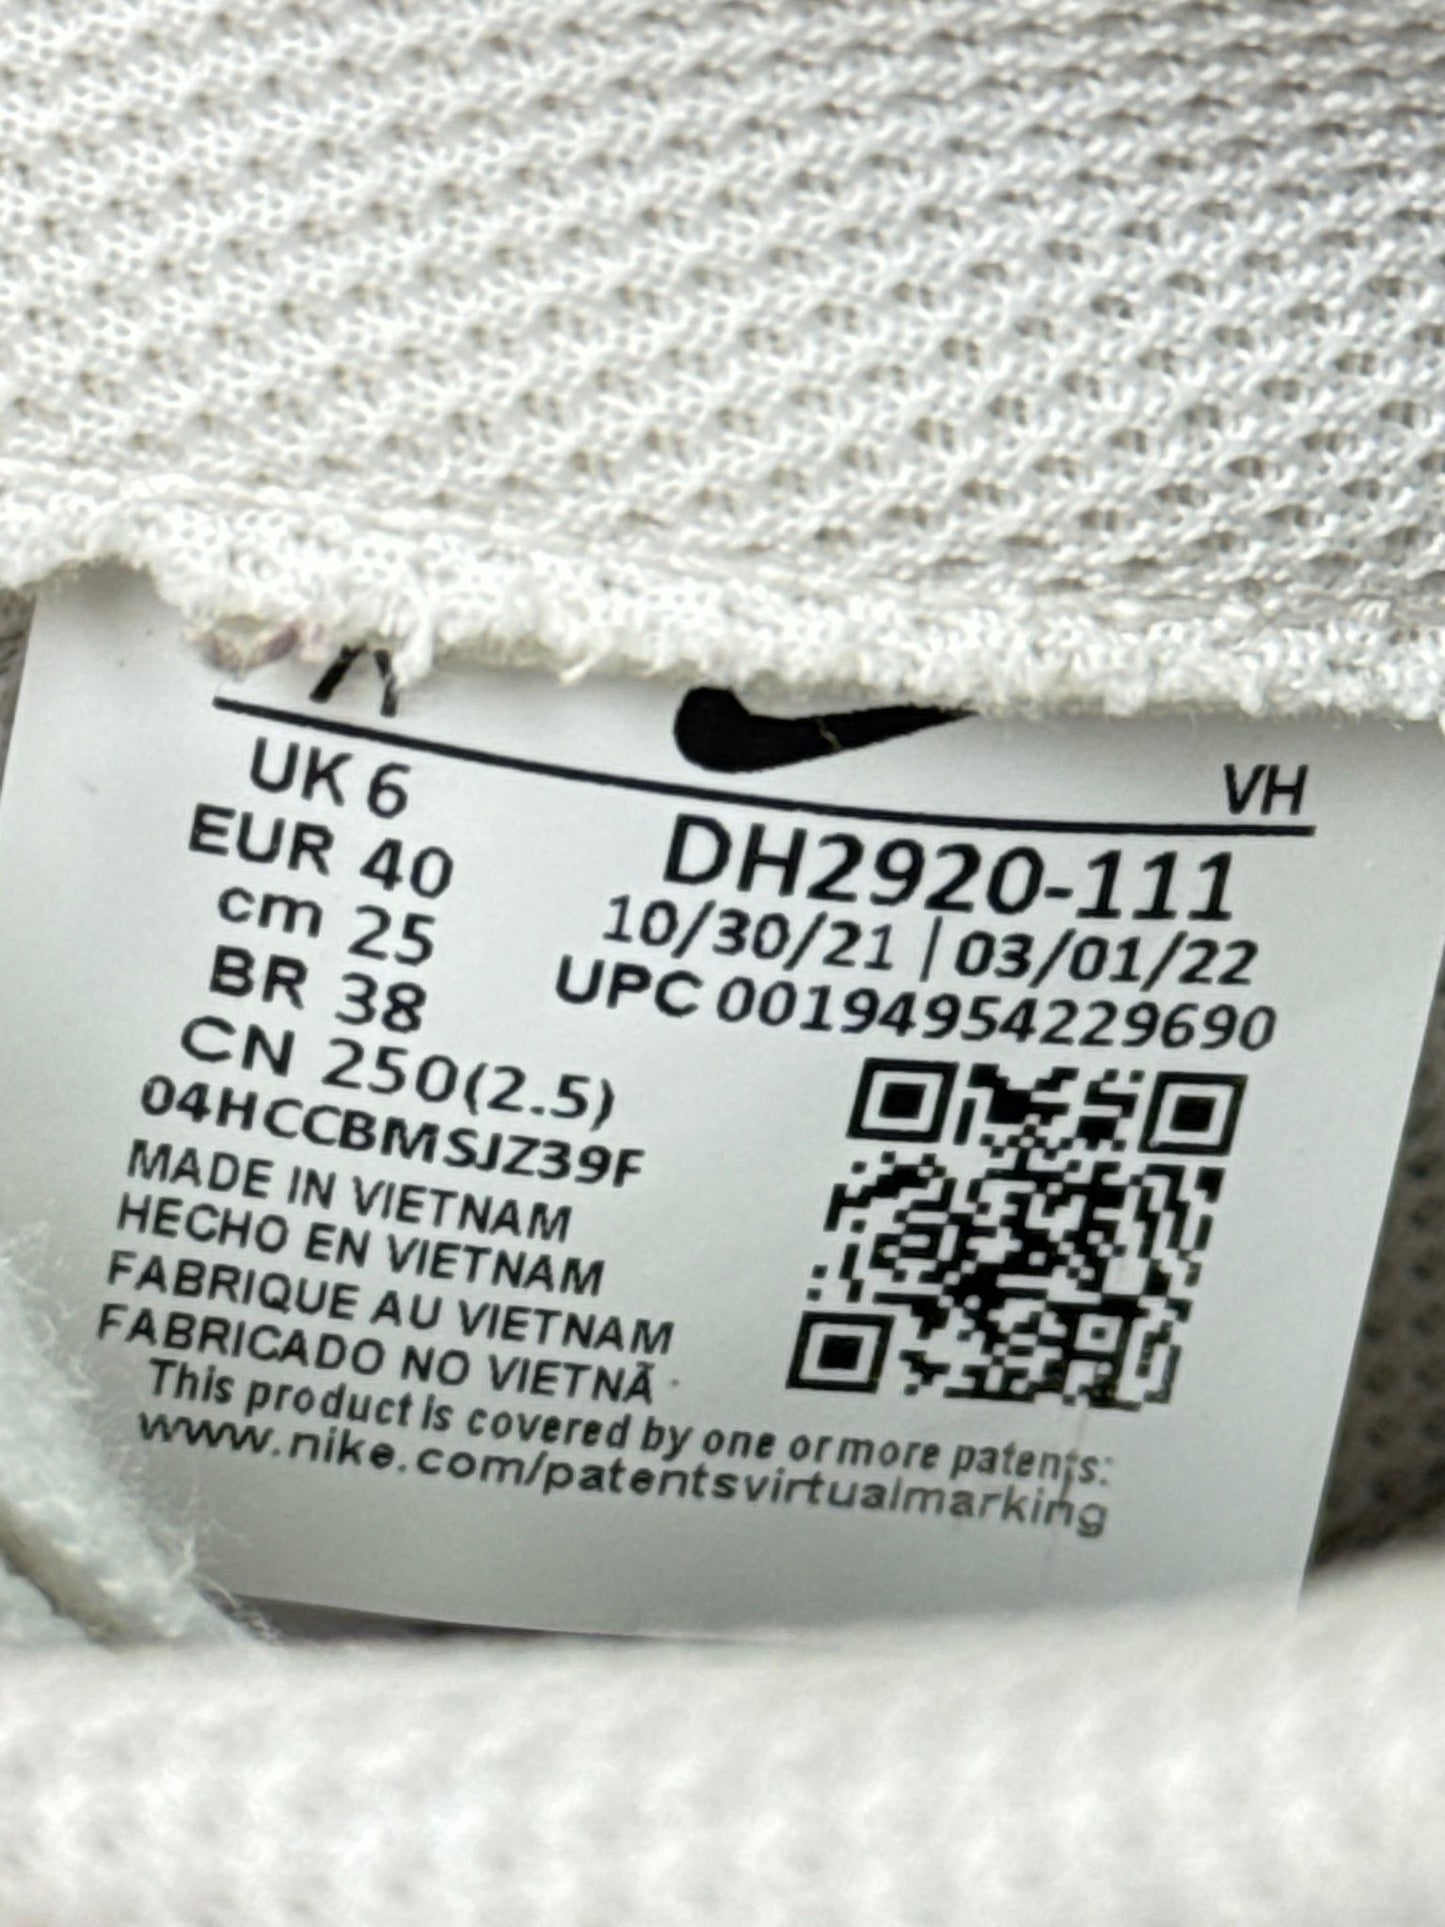 VH
UK 6
EUR 40
cm 25
BR 38
CN 250(2.5)
04HCCBMSJZ39F
MADE IN VIETNAM
HECHO EN VIETNAM
FABRIQUE AU VIETNAM
FABRICADO NO VIETNÃ
DH2920-111
10/30/21 | 03/01/22
UPC 00194954229690
This product is covered by one or more patents:
www.nike.com/patentsvirtualmarking